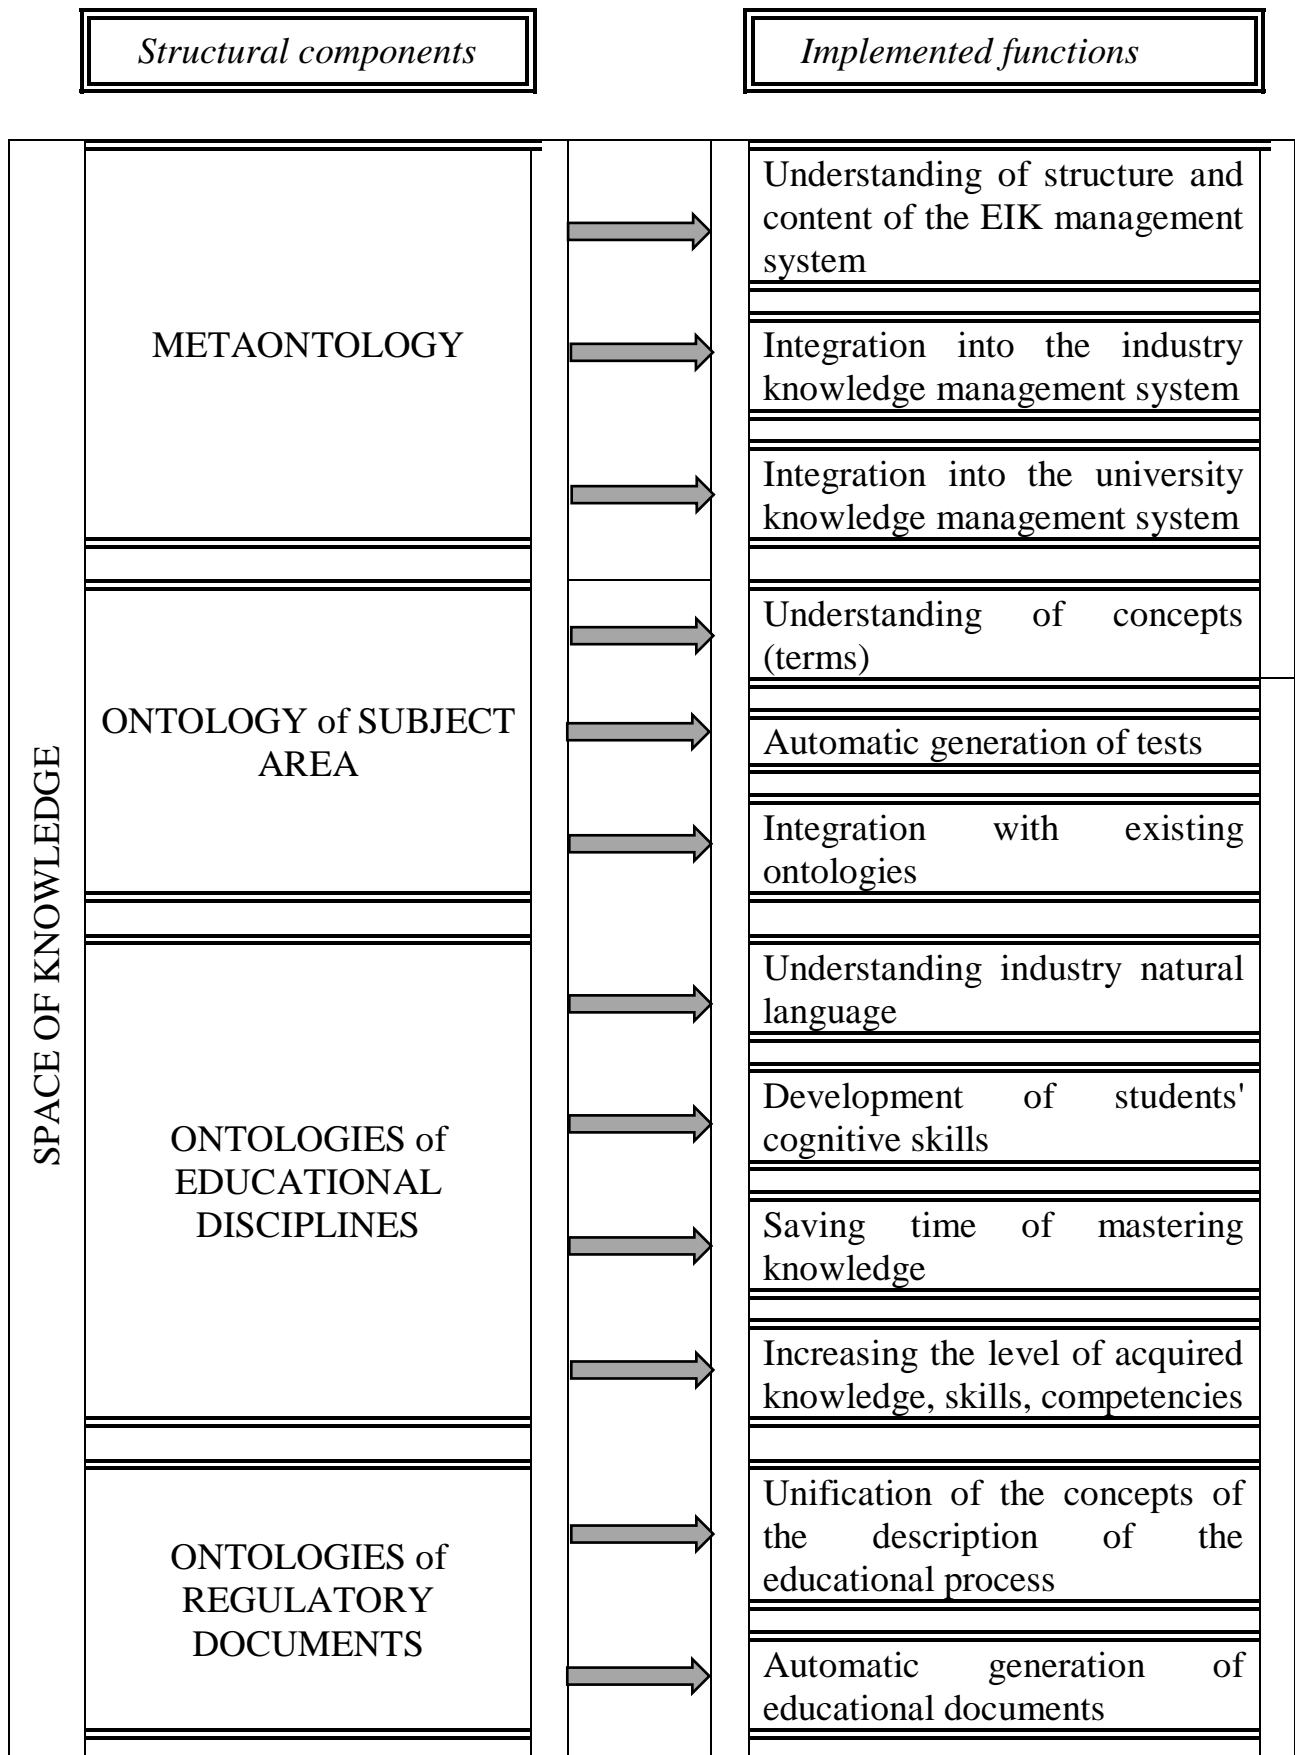 Structural components
Implemented functions
SPACE OF KNOWLEDGE
METAONTOLOGY
Understanding of structure and
content of the EIK management
system
Integration into the industry
knowledge management system
Integration into the university
knowledge management system
ONTOLOGY of SUBJECT
AREA
Understanding of concepts
(terms)
Automatic generation of tests
Integration with existing
ontologies
ONTOLOGIES of
EDUCATIONAL
DISCIPLINES
Understanding industry natural
language
Development of students'
cognitive skills
Saving time of mastering
knowledge
Increasing the level of acquired
knowledge, skills, competencies
ONTOLOGIES of
REGULATORY
DOCUMENTS
Unification of the concepts of
the description of the
educational process
Automatic generation of
educational documents